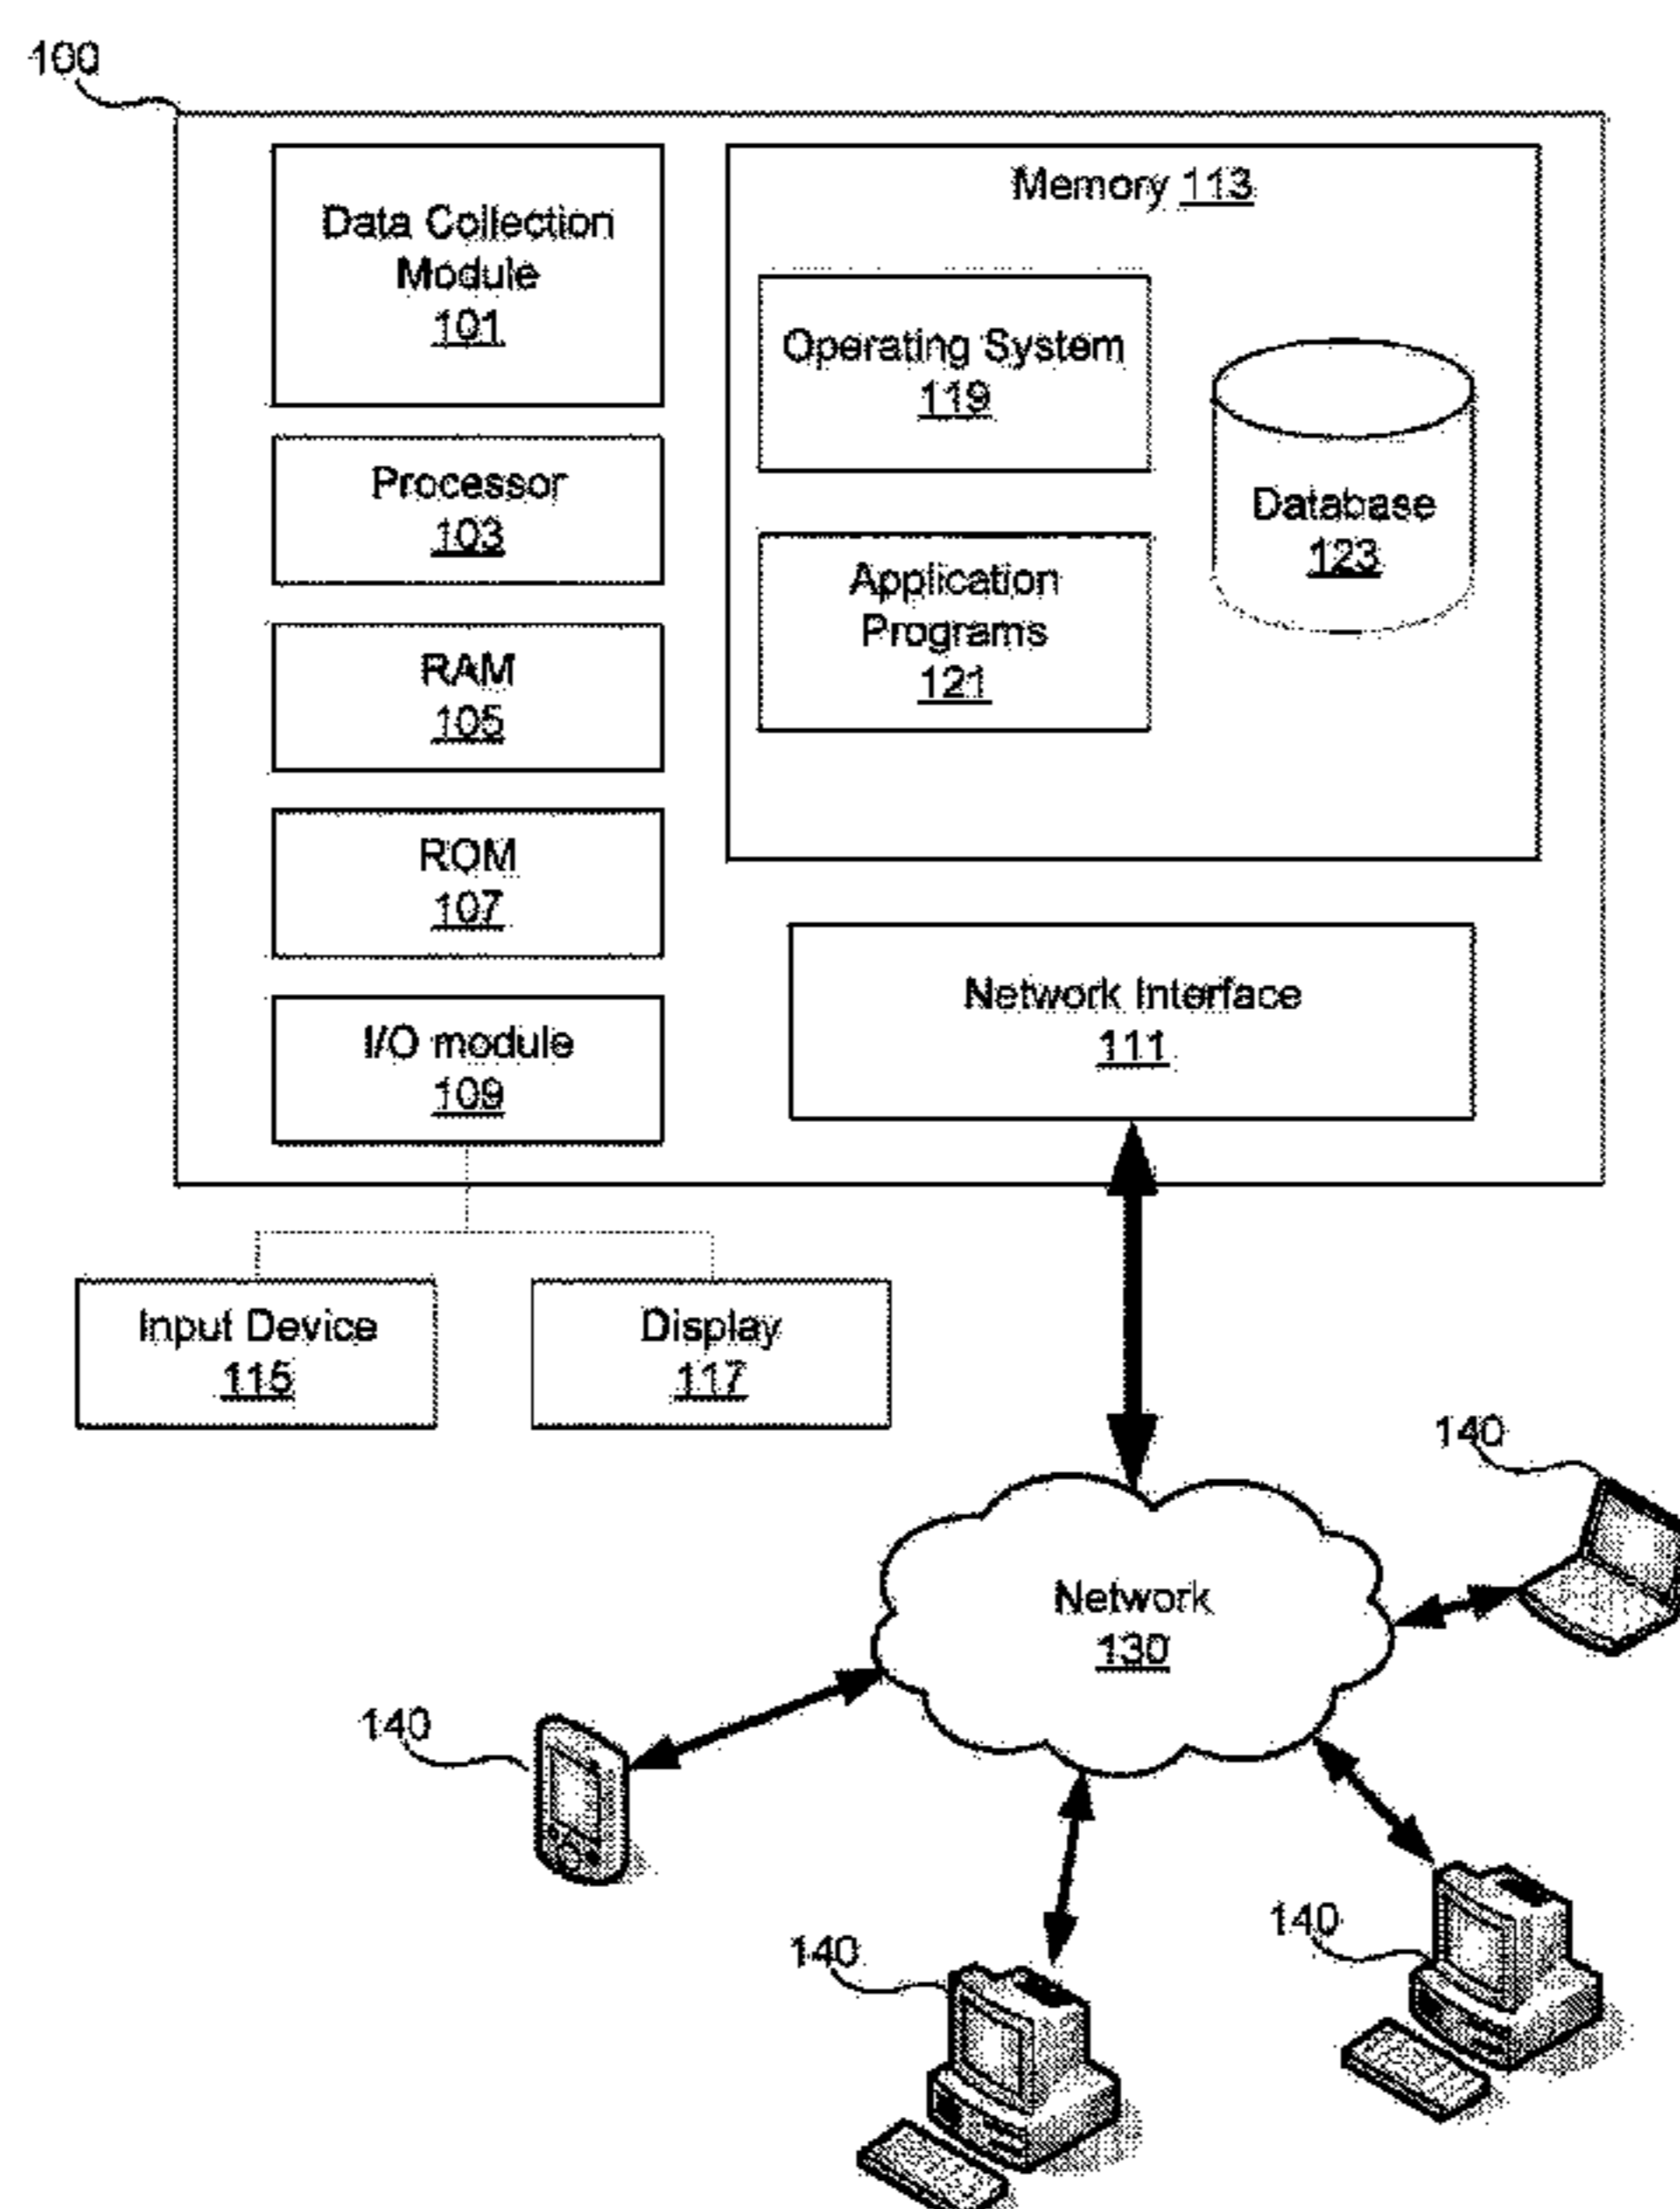 100
Data Collection
Module
101
Processor
103
RAM
105
ROM
107
I/O module
109
Memory 113
Operating System
119
Application
Programs
121
Database
123
Network Interface
111
Input Device
115
Display
117
Network
130
140
140
140
140